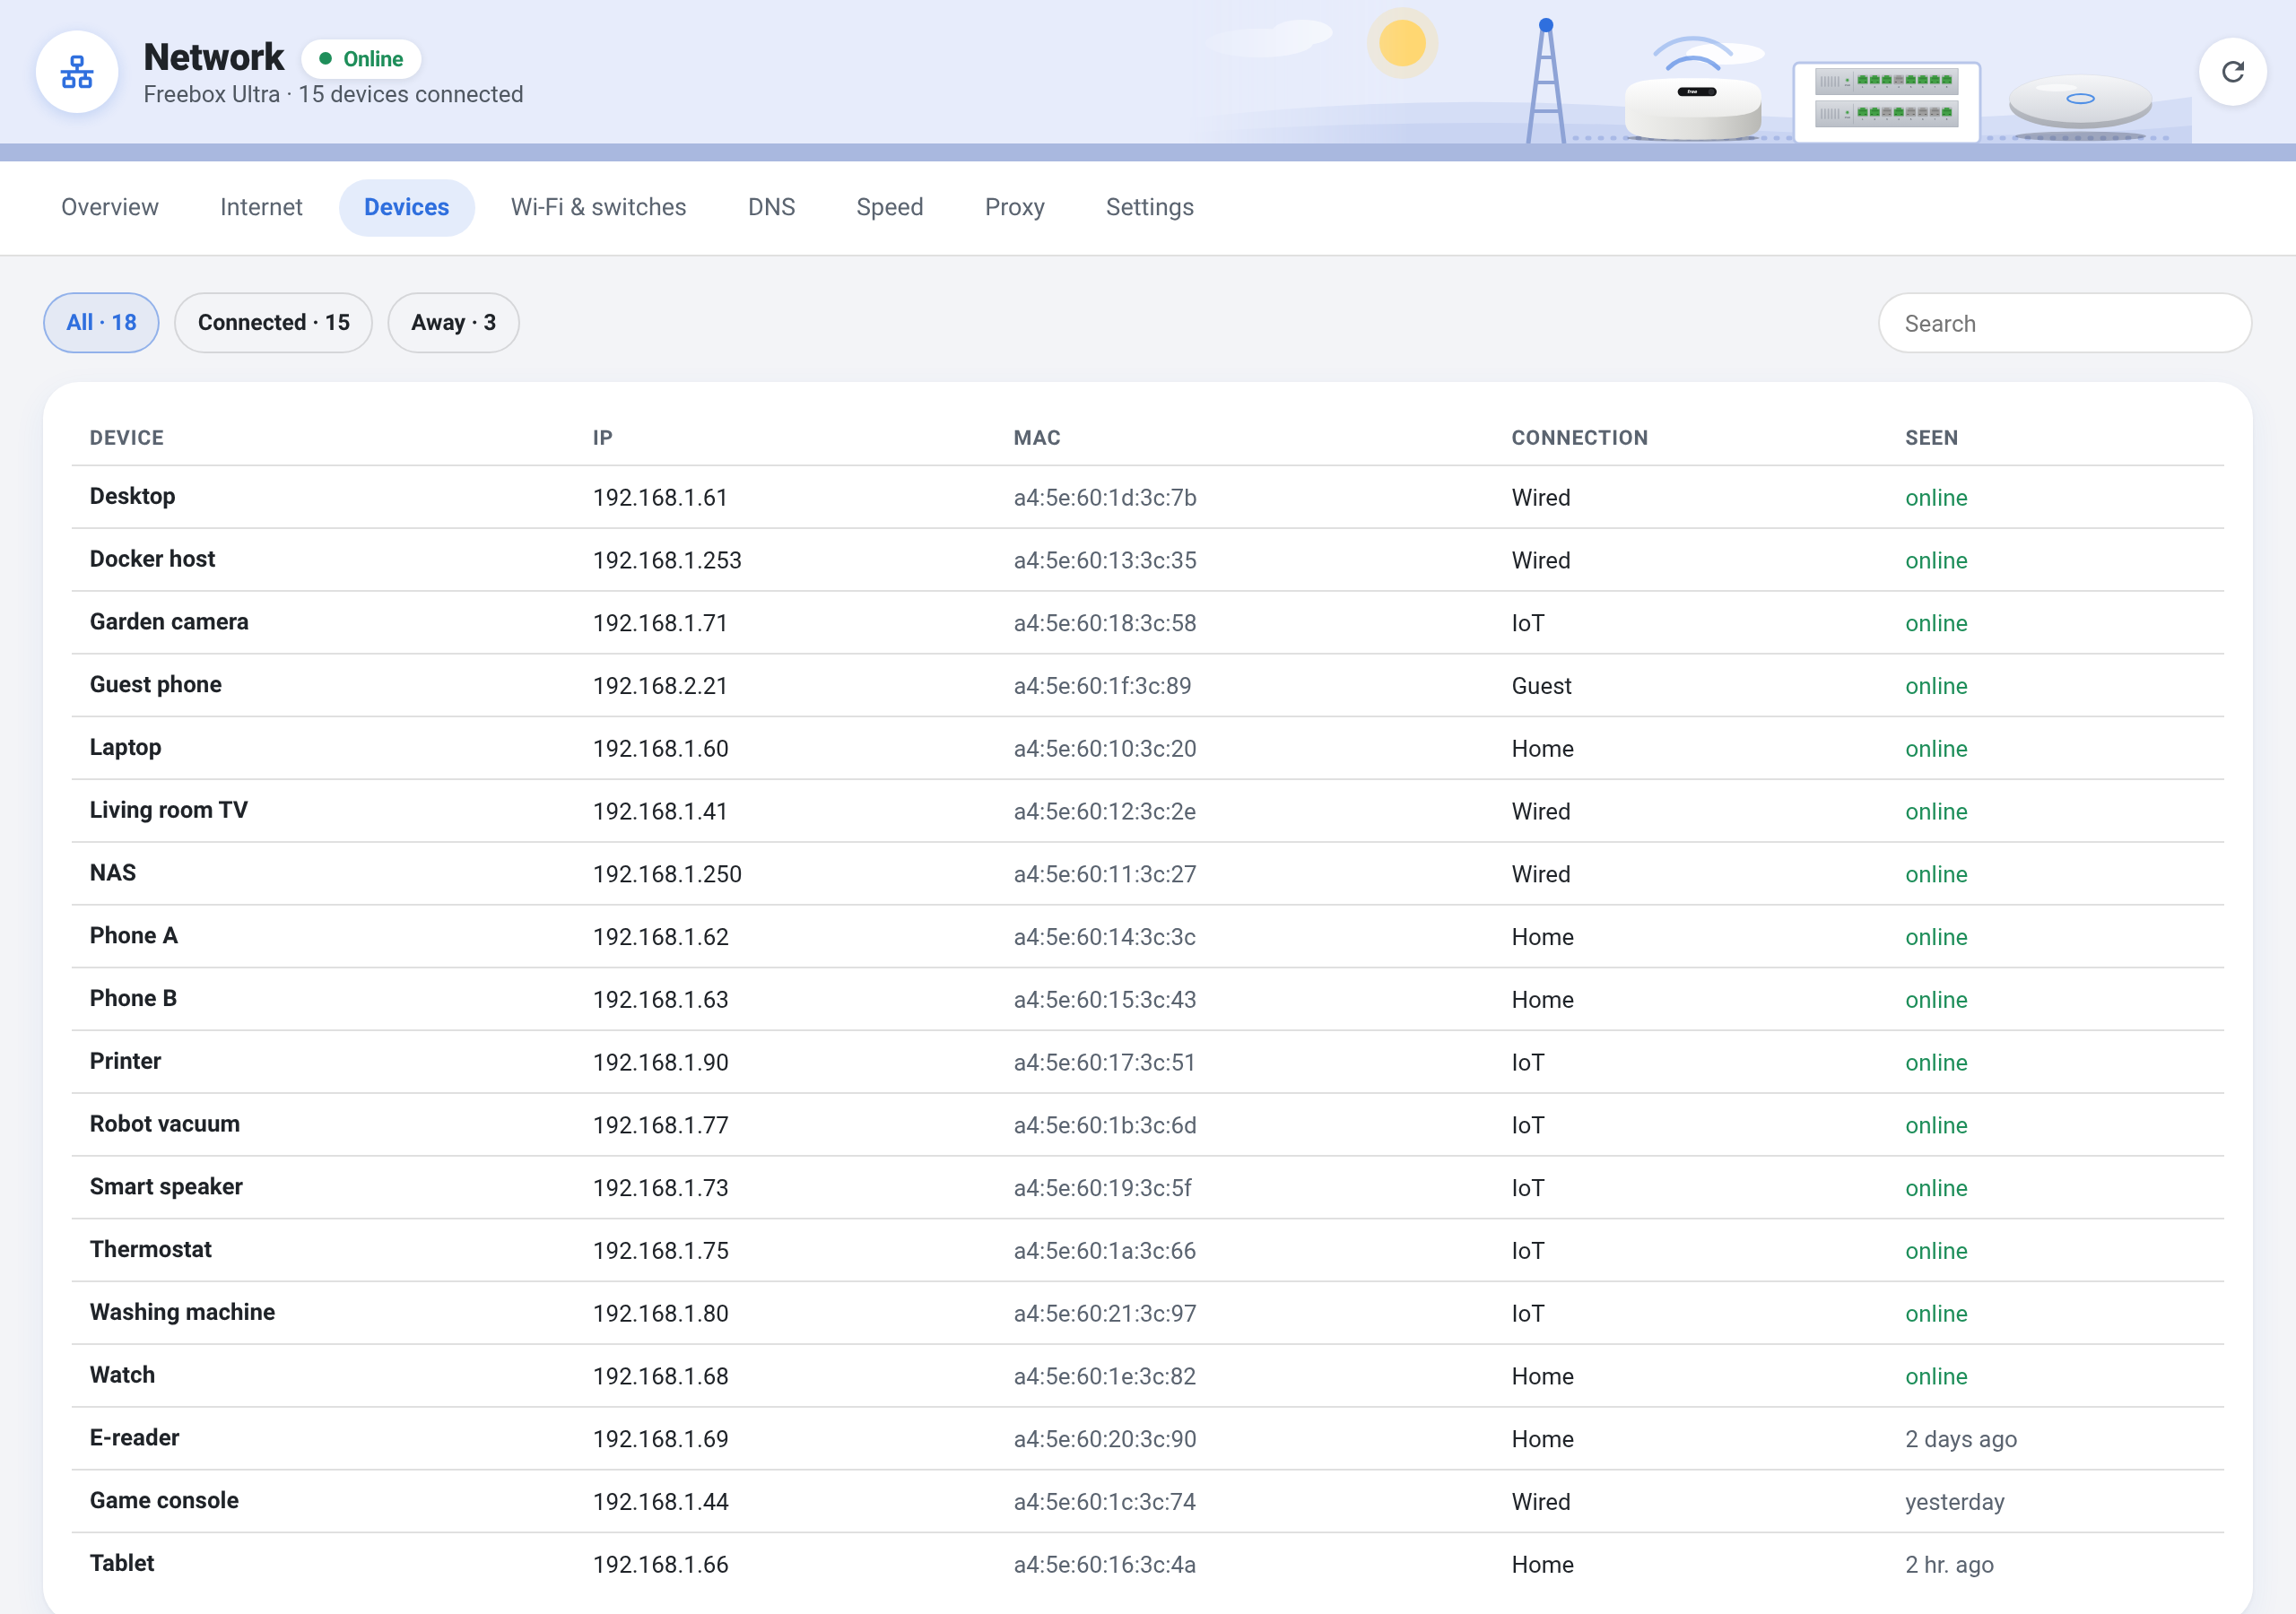 Network
Online
Freebox Ultra · 15 devices connected
free
Overview Internet Devices Wi-Fi & switches DNS Speed Proxy Settings
All · 18 Connected · 15 Away · 3 Search
DEVICE IP MAC CONNECTION SEEN
Desktop 192.168.1.61 a4:5e:60:1d:3c:7b Wired online
Docker host 192.168.1.253 a4:5e:60:13:3c:35 Wired online
Garden camera 192.168.1.71 a4:5e:60:18:3c:58 IoT online
Guest phone 192.168.2.21 a4:5e:60:1f:3c:89 Guest online
Laptop 192.168.1.60 a4:5e:60:10:3c:20 Home online
Living room TV 192.168.1.41 a4:5e:60:12:3c:2e Wired online
NAS 192.168.1.250 a4:5e:60:11:3c:27 Wired online
Phone A 192.168.1.62 a4:5e:60:14:3c:3c Home online
Phone B 192.168.1.63 a4:5e:60:15:3c:43 Home online
Printer 192.168.1.90 a4:5e:60:17:3c:51 IoT online
Robot vacuum 192.168.1.77 a4:5e:60:1b:3c:6d IoT online
Smart speaker 192.168.1.73 a4:5e:60:19:3c:5f IoT online
Thermostat 192.168.1.75 a4:5e:60:1a:3c:66 IoT online
Washing machine 192.168.1.80 a4:5e:60:21:3c:97 IoT online
Watch 192.168.1.68 a4:5e:60:1e:3c:82 Home online
E-reader 192.168.1.69 a4:5e:60:20:3c:90 Home 2 days ago
Game console 192.168.1.44 a4:5e:60:1c:3c:74 Wired yesterday
Tablet 192.168.1.66 a4:5e:60:16:3c:4a Home 2 hr. ago